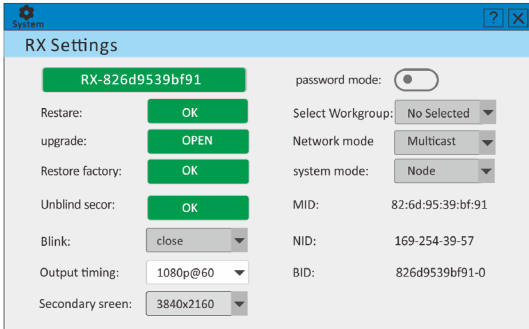 System
? X
RX Settings
RX-826d9539bf91
password mode:
Restare: OK
Select Workgroup: No Selected
upgrade: OPEN
Network mode Multicast
Restore factory: OK
system mode: Node
Unblind secor: OK
MID: 82:6d:95:39:bf:91
Blink: close
NID: 169-254-39-57
Output timing: 1080p@60
BID: 826d9539bf91-0
Secondary sreen: 3840x2160